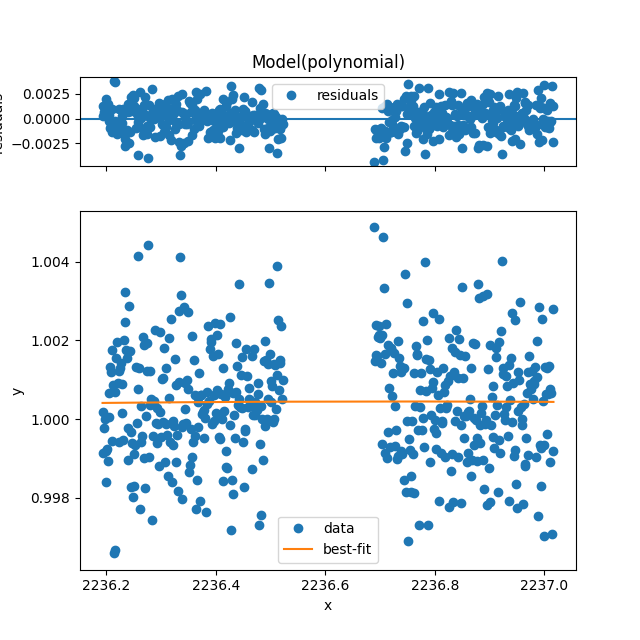 Model(polynomial)
0.0025
0.0000
−0.0025
residuals
residuals
1.004
1.002
1.000
0.998
y
data
best-fit
2236.2
2236.4
2236.6
2236.8
2237.0
x